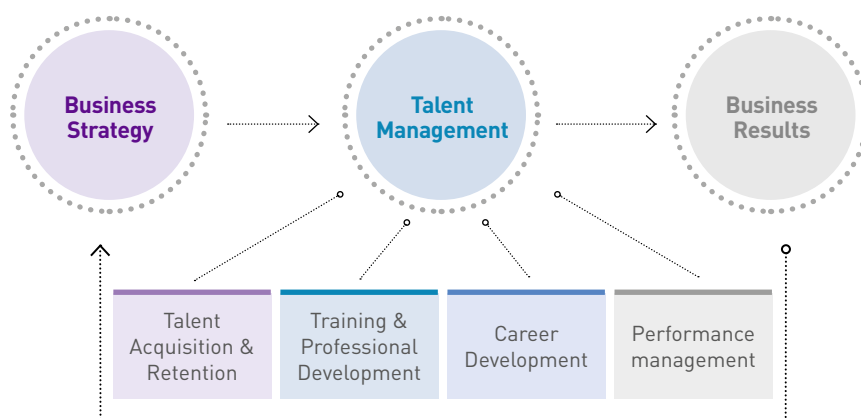 Business
Strategy
Talent
Management
Business
Results
Talent
Acquisition &
Retention
Training &
Professional
Development
Career
Development
Performance
management